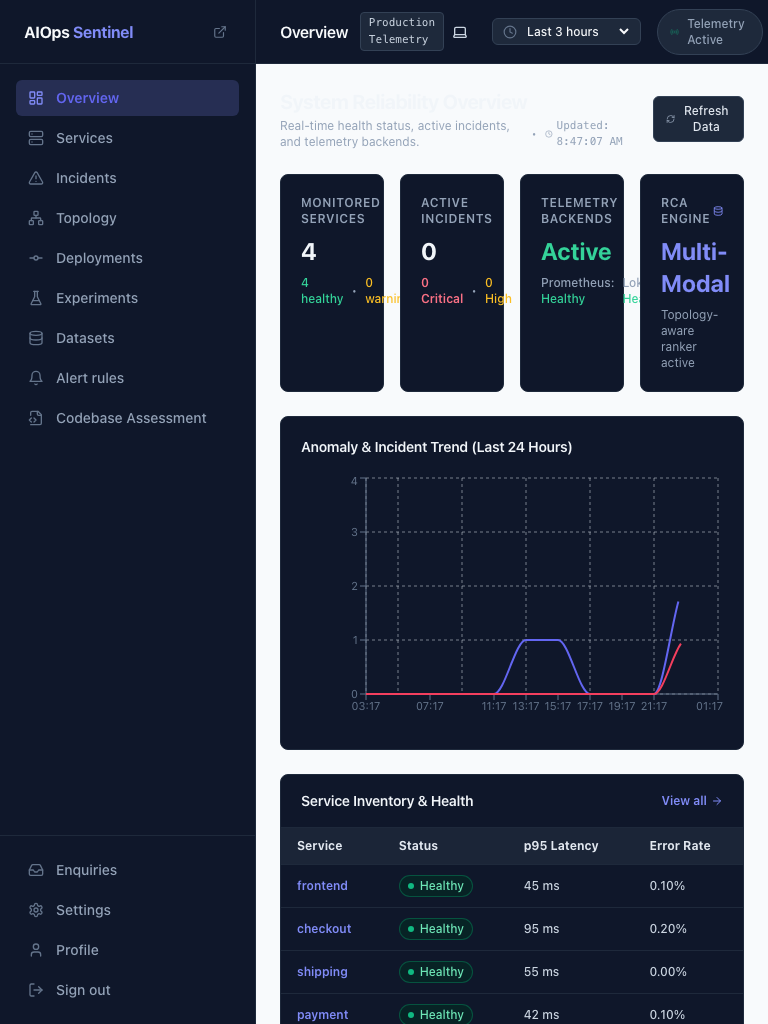 AIOps Sentinel
Overview
Services
Incidents
Topology
Deployments
Experiments
Datasets
Alert rules
Codebase Assessment
Enquiries
Settings
Profile
Sign out
Overview
Production
Telemetry
Last 3 hours
Telemetry
Active
System Reliability Overview
Real-time health status, active incidents,
and telemetry backends.
• Updated:
8:47:07 AM
Refresh
Data
MONITORED
SERVICES
4
4
healthy
•
0
warnin
ACTIVE
INCIDENTS
0
0
Critical
•
0
High
TELEMETRY
BACKENDS
Active
Prometheus:
Healthy
Lok
Hea
RCA
ENGINE
Multi-
Modal
Topology-
aware
ranker
active
Anomaly & Incident Trend (Last 24 Hours)
4
3
2
1
0
03:17 07:17 11:17 13:17 15:17 17:17 19:17 21:17 01:17
Service Inventory & Health
View all →
Service Status p95 Latency Error Rate
frontend Healthy 45 ms 0.10%
checkout Healthy 95 ms 0.20%
shipping Healthy 55 ms 0.00%
payment Healthy 42 ms 0.10%